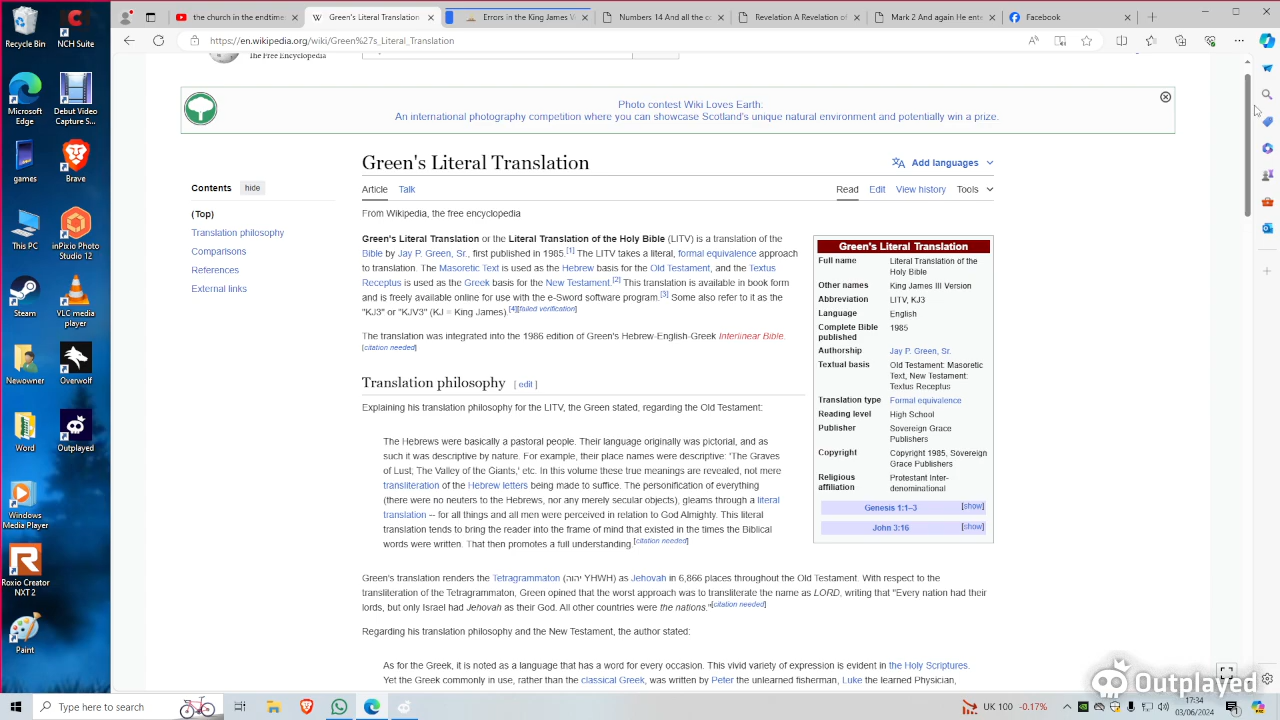 Recycle Bin
NCH Suite
Microsoft Edge
Debut Video Capture S...
games
Brave
This PC
inPixio Photo Studio 12
Steam
VLC media player
Newowner
Overwolf
Word
Outplayed
Windows Media Player
Roxio Creator NXT 2
Paint
the church in the endtimes
Green's Literal Translation
Errors in the King James V
Numbers 14 And all the c
Revelation A Revelation
Mark 2 And again He ente
Facebook
https://en.wikipedia.org/wiki/Green%27s_Literal_Translation
The Free Encyclopedia
Photo contest Wiki Loves Earth:
An international photography competition where you can showcase Scotland's unique natural environment and potentially win a prize.
Green's Literal Translation
Add languages
Contents hide
(Top)
Translation philosophy
Comparisons
References
External links
Article Talk
Read Edit View history Tools
From Wikipedia, the free encyclopedia
Green's Literal Translation or the Literal Translation of the Holy Bible (LITV) is a translation of the
Bible by Jay P. Green, Sr., first published in 1985.[1] The LITV takes a literal, formal equivalence approach
to translation. The Masoretic Text is used as the Hebrew basis for the Old Testament, and the Textus
Receptus is used as the Greek basis for the New Testament.[2] This translation is available in book form
and is freely available online for use with the e-Sword software program.[3] Some also refer to it as the
"KJ3" or "KJV3" (KJ = King James).[4][failed verification]
The translation was integrated into the 1986 edition of Green's Hebrew-English-Greek Interlinear Bible.
[citation needed]
Green's Literal Translation
Full name Literal Translation of the
Holy Bible
Other names King James III Version
Abbreviation LITV, KJ3
Language English
Complete Bible published 1985
Authorship Jay P. Green, Sr.
Textual basis Old Testament: Masoretic
Text, New Testament:
Textus Receptus
Translation type Formal equivalence
Reading level High School
Publisher Sovereign Grace
Publishers
Copyright Copyright 1985, Sovereign
Grace Publishers
Religious affiliation Protestant Inter-
denominational
Genesis 1:1–3 [show]
John 3:16 [show]
Translation philosophy [ edit ]
Explaining his translation philosophy for the LITV, the Green stated, regarding the Old Testament:
The Hebrews were basically a pastoral people. Their language originally was pictorial, and as
such it was descriptive by nature. For example, their place names were descriptive: 'The Graves
of Lust; The Valley of the Giants,' etc. In this volume these true meanings are revealed, not mere
transliteration of the Hebrew letters being made to suffice. The personification of everything
(there were no neuters to the Hebrews, nor any merely secular objects), gleams through a literal
translation -- for all things and all men were perceived in relation to God Almighty. This literal
translation tends to bring the reader into the frame of mind that existed in the times the Biblical
words were written. That then promotes a full understanding.[citation needed]
Green's translation renders the Tetragrammaton (יהוה YHWH) as Jehovah in 6,866 places throughout the Old Testament. With respect to the
transliteration of the Tetragrammaton, Green opined that the worst approach was to transliterate the name as LORD, writing that "Every nation had their
lords, but only Israel had Jehovah as their God. All other countries were the nations."[citation needed]
Regarding his translation philosophy and the New Testament, the author stated:
As for the Greek, it is noted as a language that has a word for every occasion. This vivid variety of expression is evident in the Holy Scriptures.
Yet the Greek commonly in use, rather than the classical Greek, was written by Peter the unlearned fisherman, Luke the learned Physician,
Outplayed
Type here to search
UK 100 -0.17%
17:34
03/06/2024